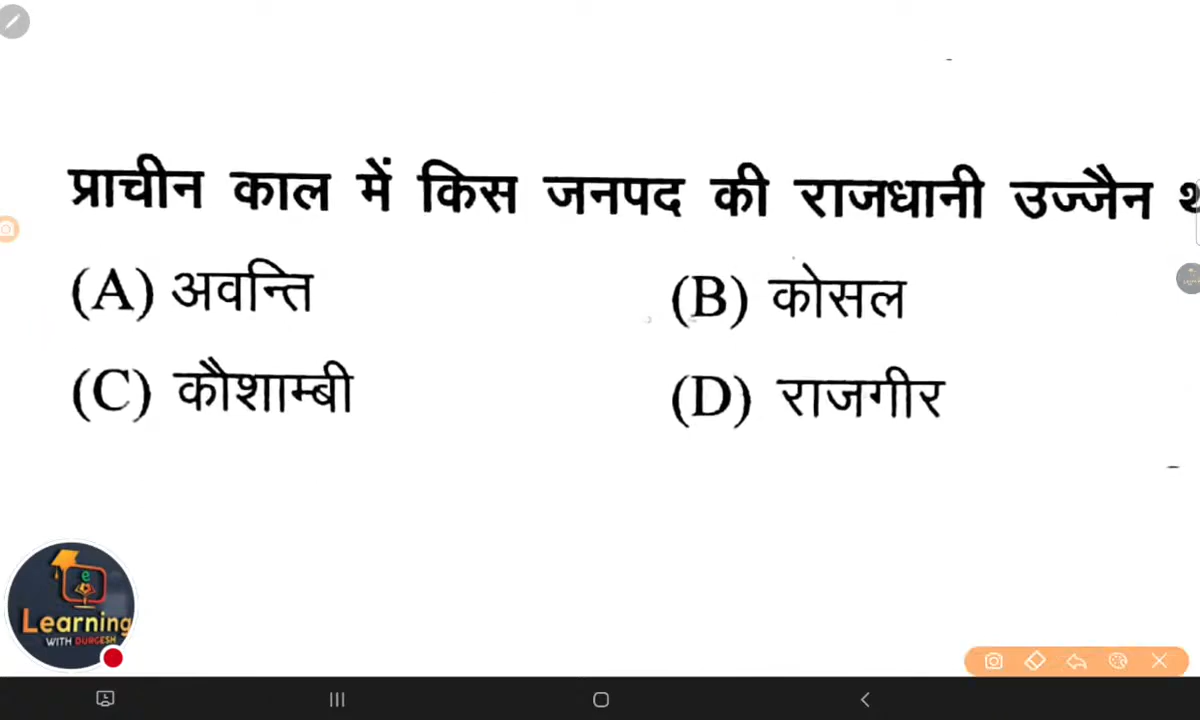 प्राचीन काल में किस जनपद की राजधानी उज्जैन
(A) अवन्ति
(B) कोसल
(C) कौशाम्बी
(D) राजगीर
e
Learning
WITH DURGESH